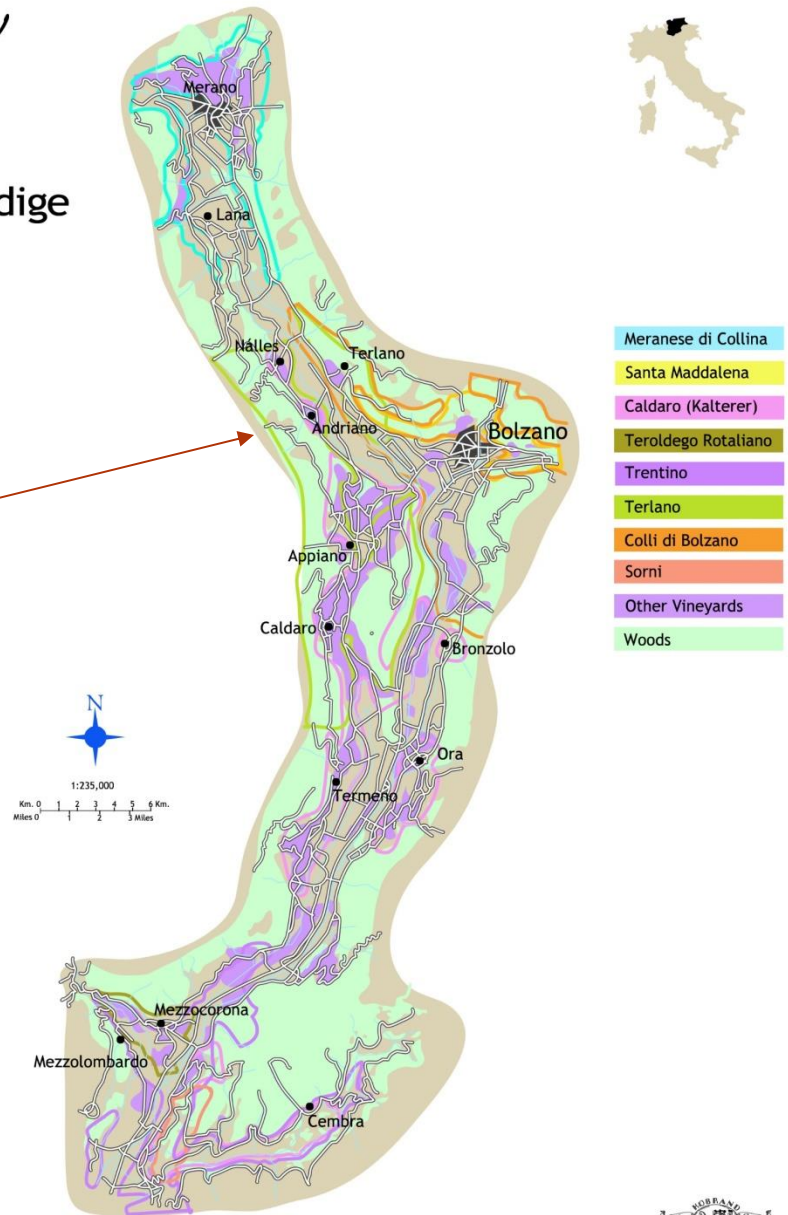 dige
Merano
Lana
Nálles
Terlano
Andriano
Bolzano
Appiano
Caldaro
Bronzolo
Ora
Termeno
Mezzocorona
Mezzolombardo
Cembra
Meranese di Collina
Santa Maddalena
Caldaro (Kalterer)
Teroldego Rotaliano
Trentino
Terlano
Colli di Bolzano
Sorni
Other Vineyards
Woods
N
1:235,000
Km. 0 1 2 3 4 5 6 Km.
Miles 0 1 2 3 Miles
KOBRAND